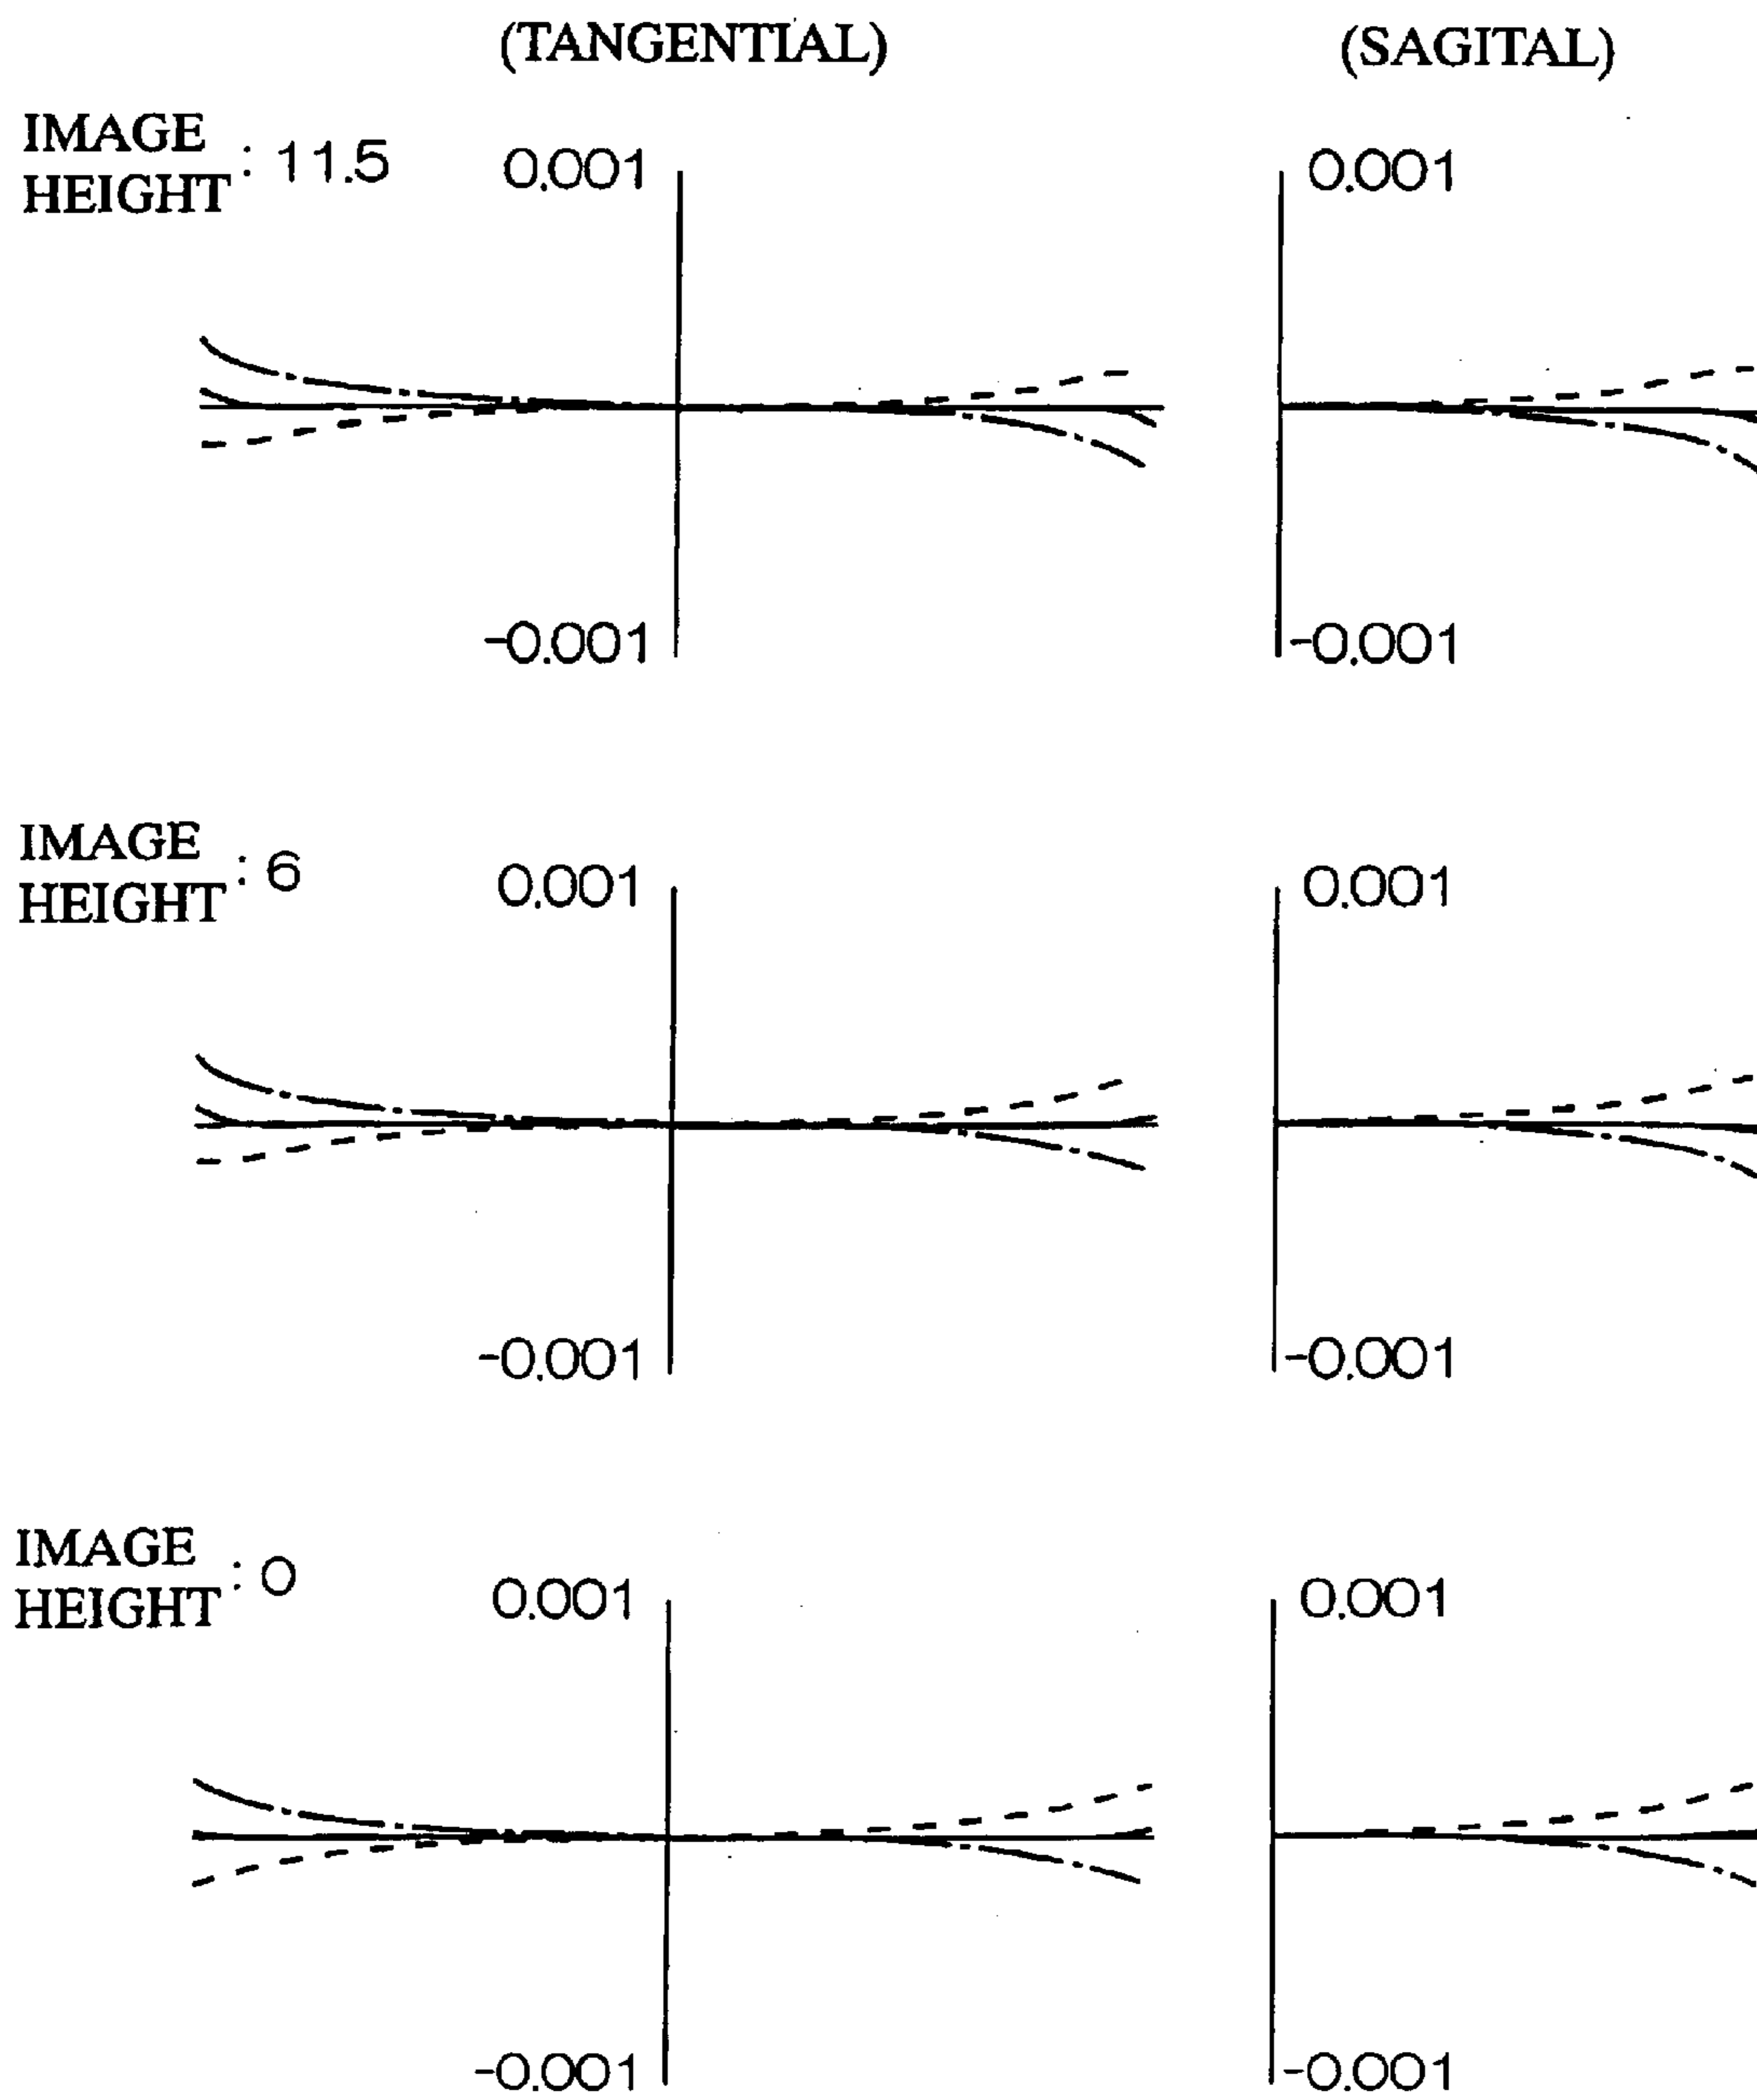 (TANGENTIAL) (SAGITAL)
IMAGE
HEIGHT : 11.5
0.001 0.001
-0.001 -0.001
IMAGE
HEIGHT : 6
0.001 0.001
-0.001 -0.001
IMAGE
HEIGHT : 0
0.001 0.001
-0.001 -0.001